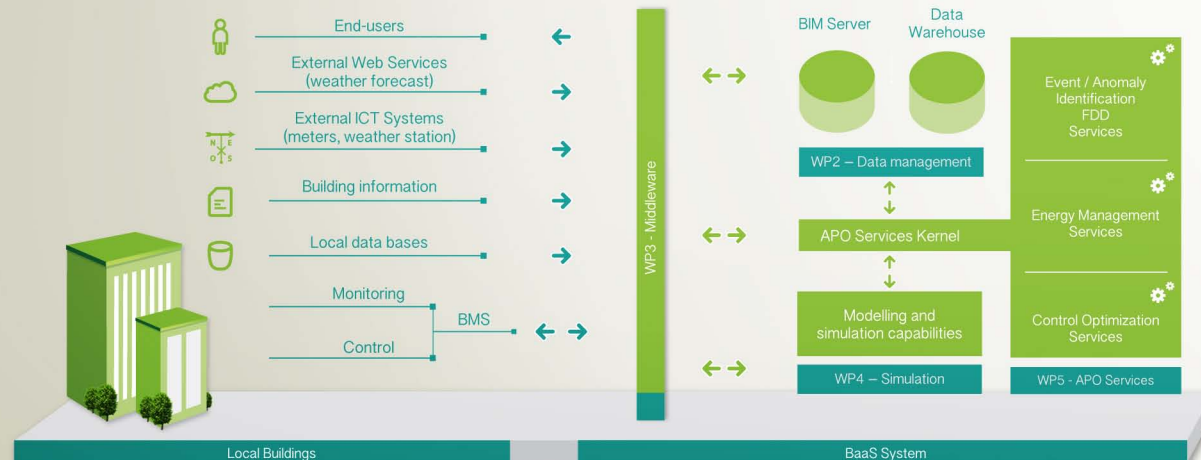 End-users
External Web Services
(weather forecast)
External ICT Systems
(meters, weather station)
N E
O S
Building information
Local data bases
Monitoring
BMS
Control
WP3 - Middleware
BIM Server
Data
Warehouse
WP2 – Data management
APO Services Kernel
Modelling and
simulation capabilities
WP4 – Simulation
Event / Anomaly
Identification
FDD
Services
Energy Management
Services
Control Optimization
Services
WP5 - APO Services
Local Buildings
BaaS System